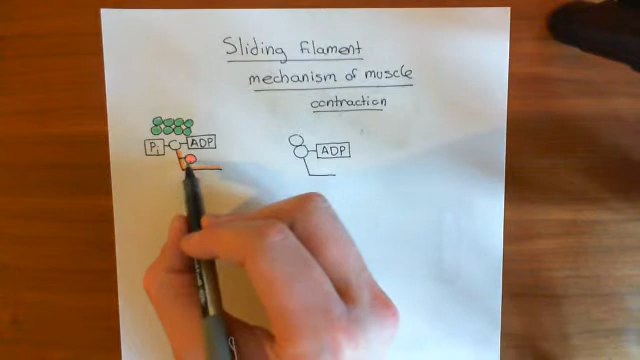 Sliding filament
mechanism of muscle
contraction
Pi ADP
ADP